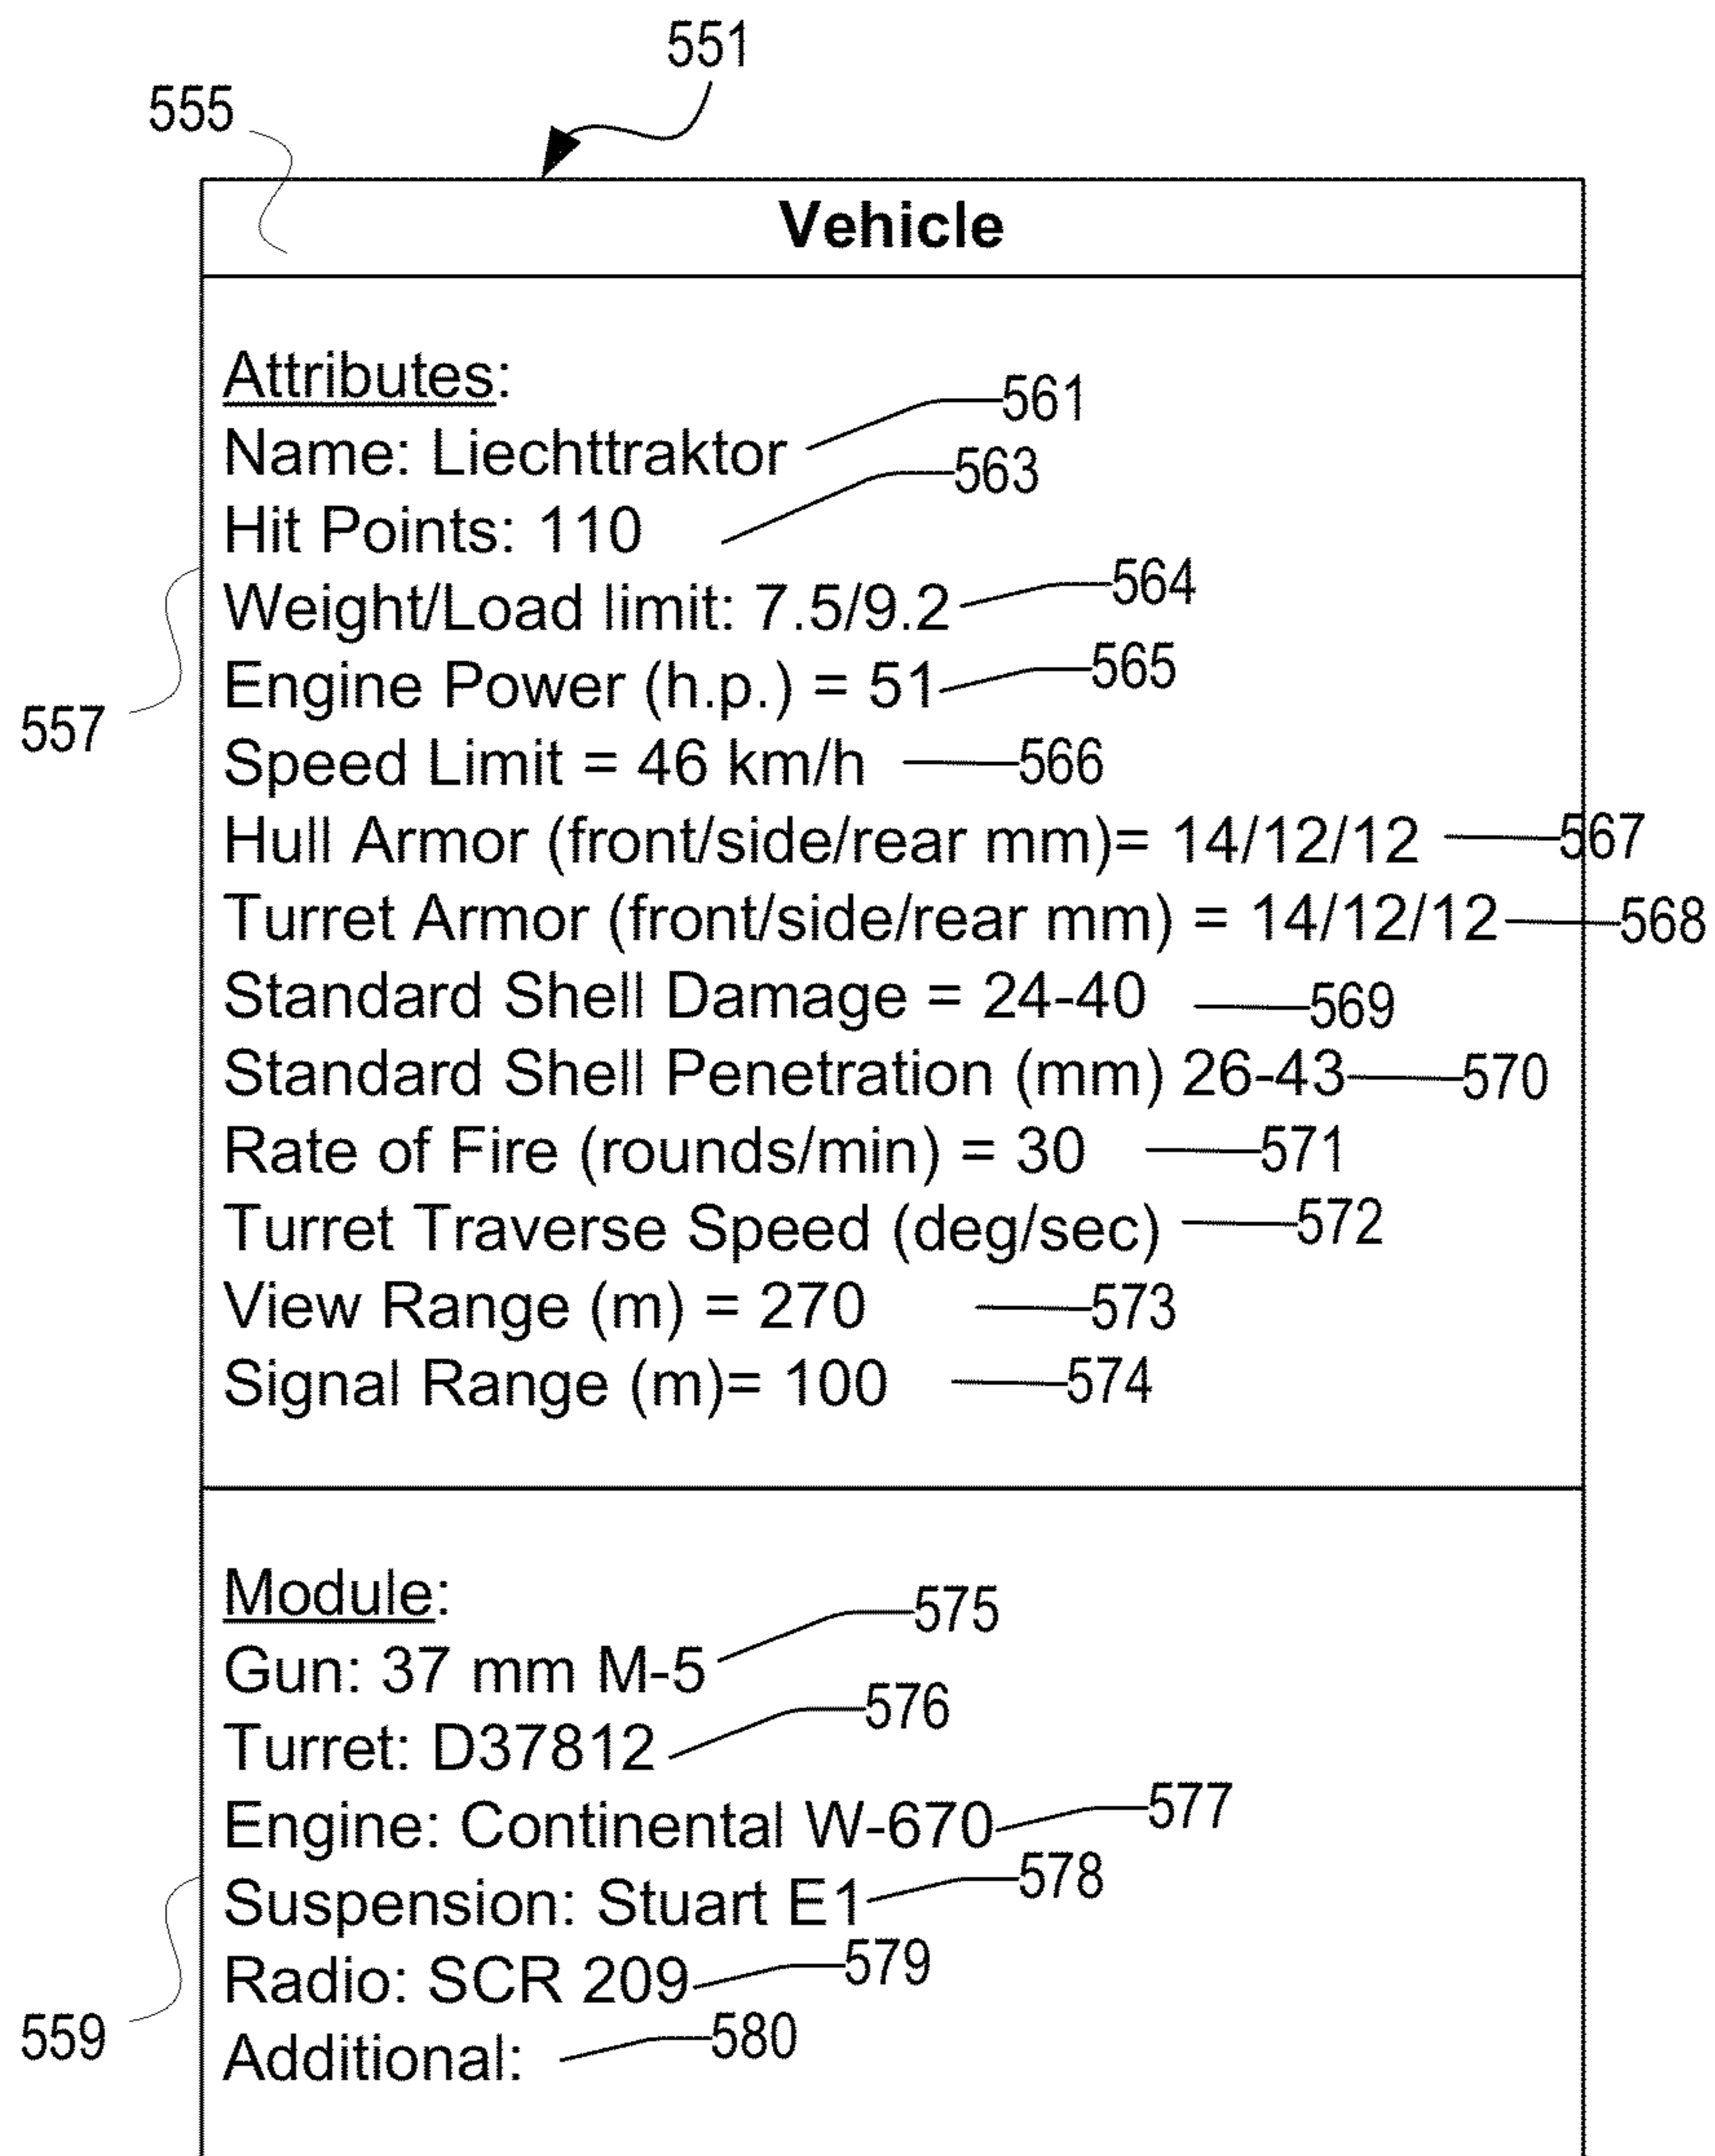 551
555
Vehicle
Attributes:
561
Name: Liechttraktor
563
Hit Points: 110
564
Weight/Load limit: 7.5/9.2
565
Engine Power (h.p.) = 51
557
Speed Limit = 46 km/h 566
Hull Armor (front/side/rear mm)= 14/12/12 567
Turret Armor (front/side/rear mm) = 14/12/12 568
Standard Shell Damage = 24-40 569
Standard Shell Penetration (mm) 26-43 570
Rate of Fire (rounds/min) = 30 571
Turret Traverse Speed (deg/sec) 572
View Range (m) = 270 573
Signal Range (m)= 100 574
Module:
575
Gun: 37 mm M-5
576
Turret: D37812
577
Engine: Continental W-670
578
Suspension: Stuart E1
579
Radio: SCR 209
559
Additional: 580